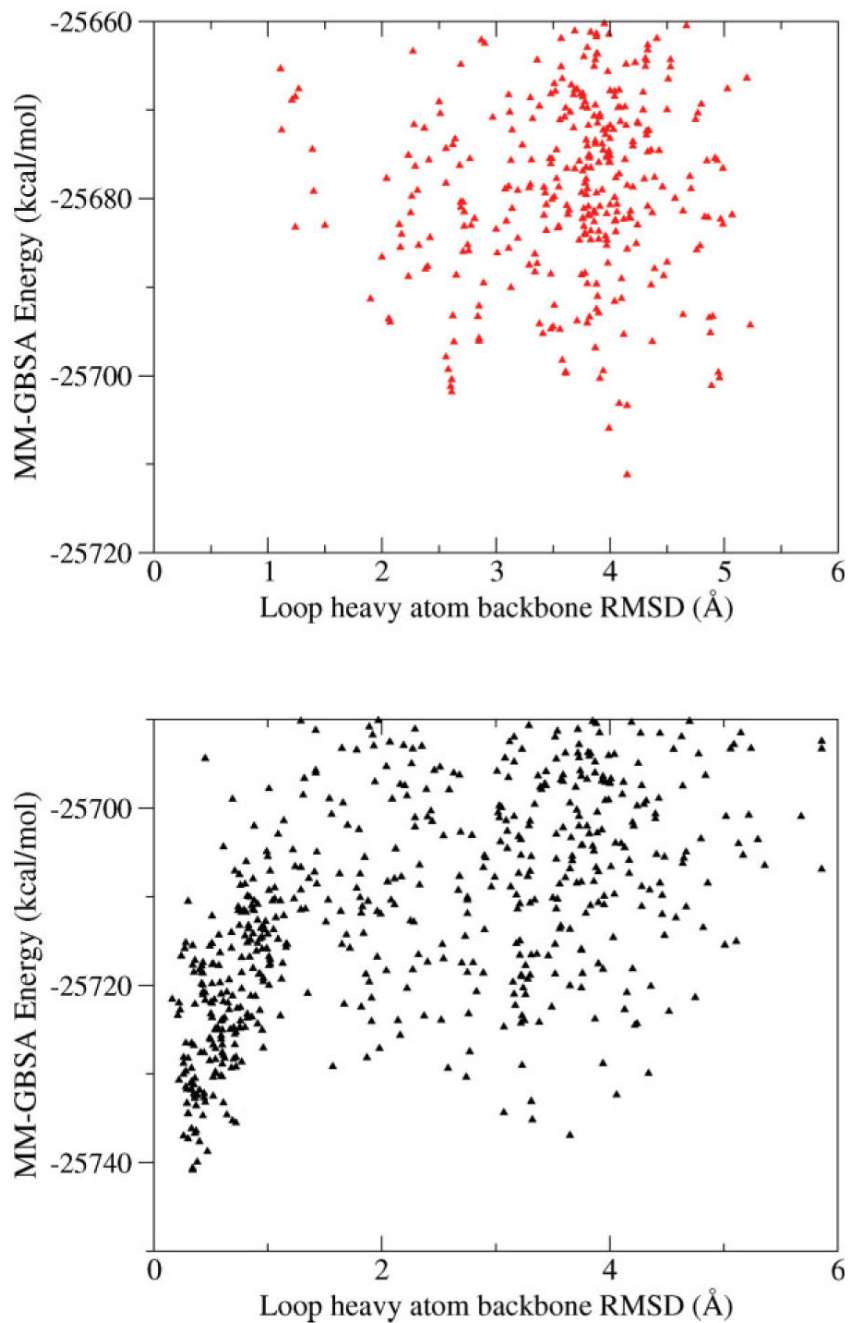 -25660
-25680
-25700
-25720
MM-GBSA Energy (kcal/mol)
0 1 2 3 4 5 6
Loop heavy atom backbone RMSD (Å)
-25700
-25720
-25740
MM-GBSA Energy (kcal/mol)
0 2 4 6
Loop heavy atom backbone RMSD (Å)